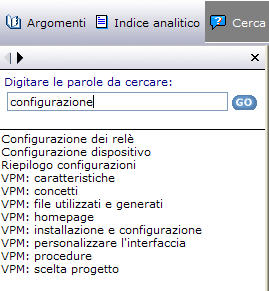 Argomenti Indice analitico Cerca
Digitare le parole da cercare:
configurazione GO
Configurazione dei relè
Configurazione dispositivo
Riepilogo configurazioni
VPM: caratteristiche
VPM: concetti
VPM: file utilizzati e generati
VPM: homepage
VPM: installazione e configurazione
VPM: personalizzare l'interfaccia
VPM: procedure
VPM: scelta progetto